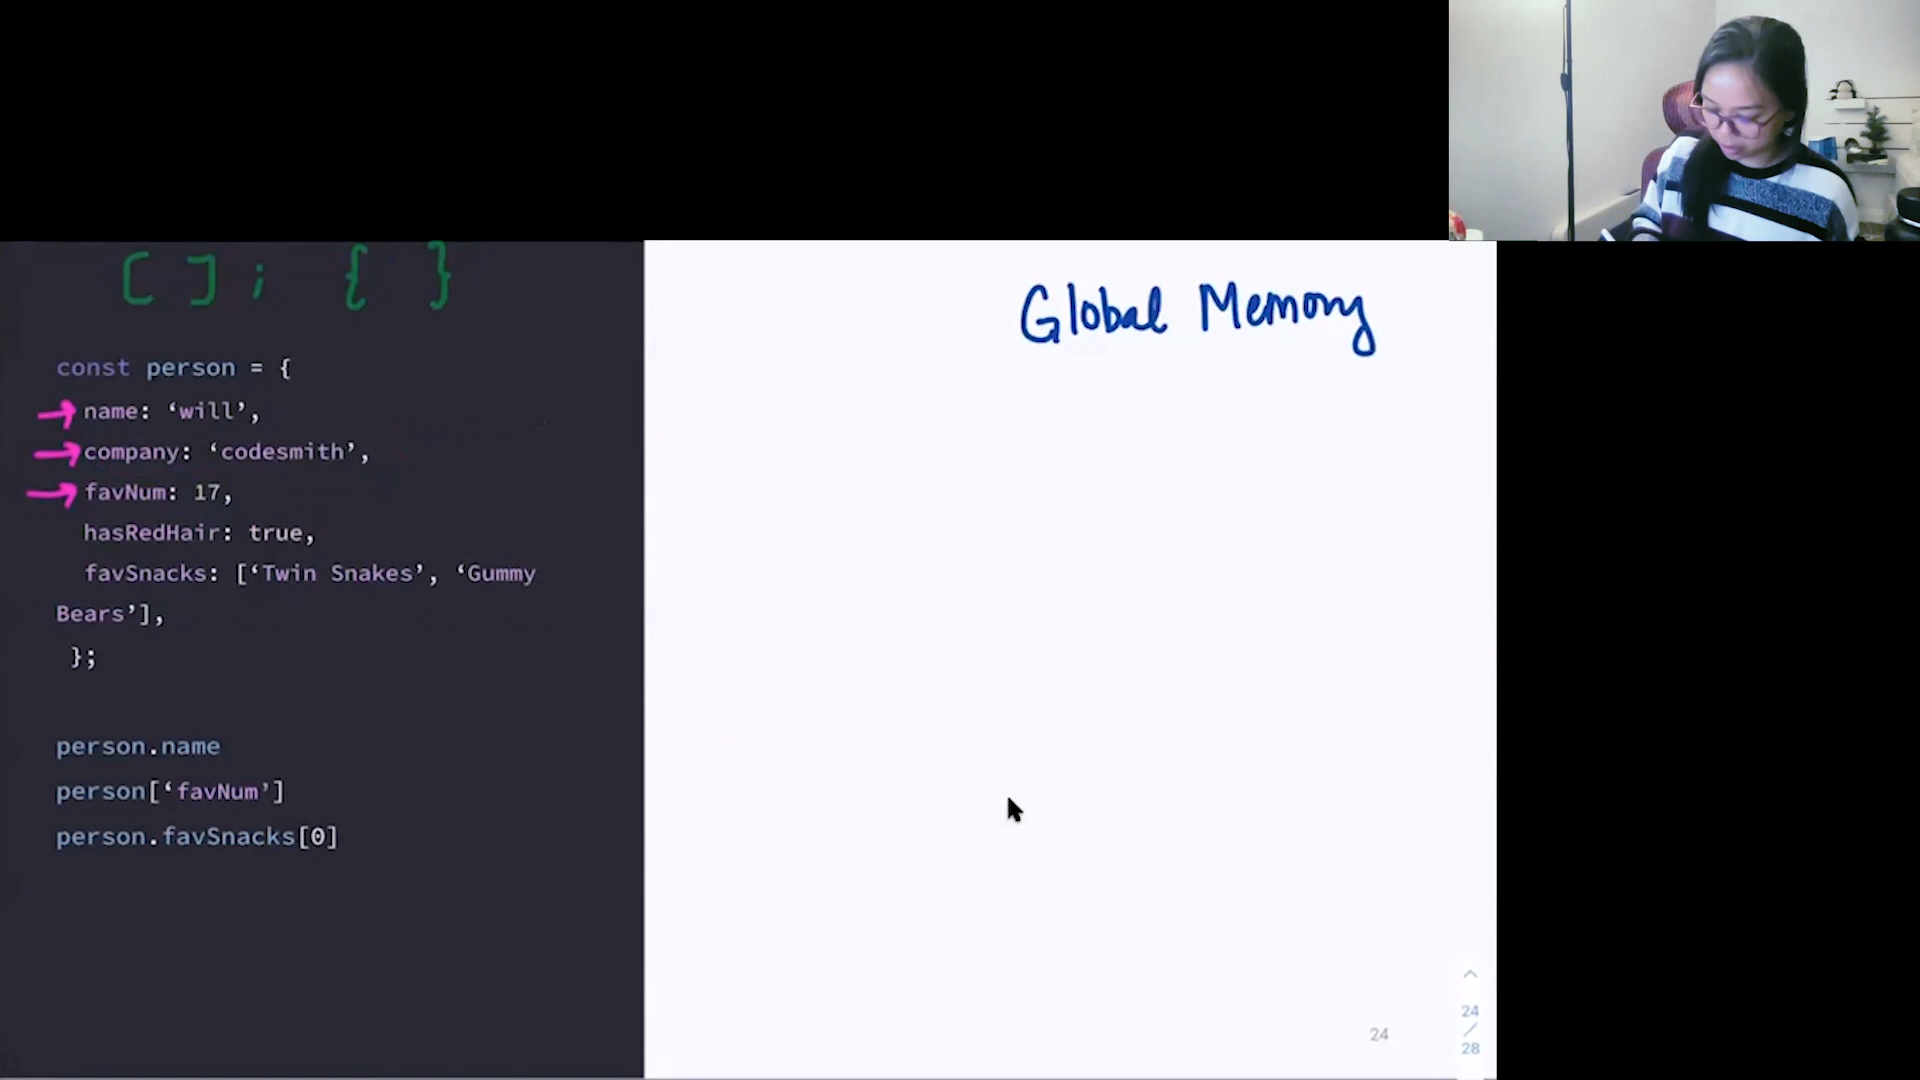 [ ] ; { }
Global Memory
const person = {
name: ‘will’,
company: ‘codesmith’,
favNum: 17,
hasRedHair: true,
favSnacks: [‘Twin Snakes’, ‘Gummy
Bears’],
};
person.name
person[‘favNum’]
person.favSnacks[0]
24
24
/
28